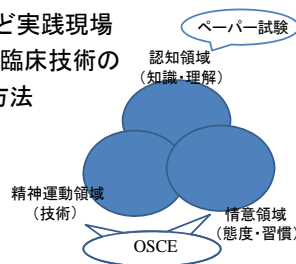 ど実践現場
臨床技術の
方法
ペーパー試験
認知領域
(知識・理解)
精神運動領域
(技術)
情意領域
(態度・習慣)
OSCE